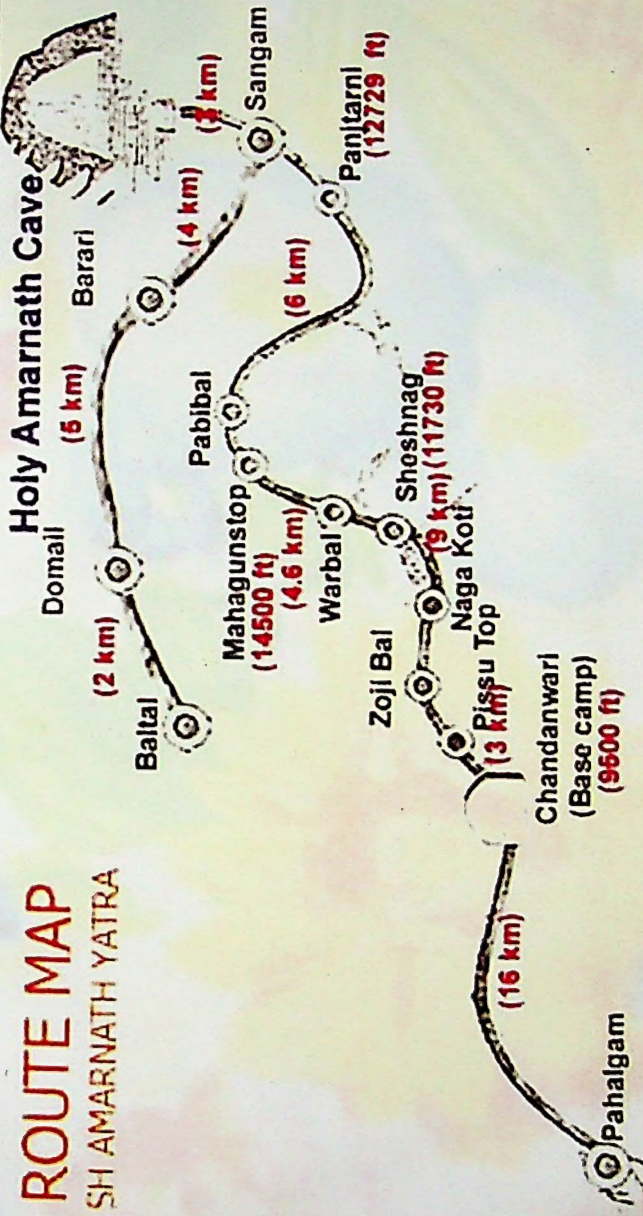 ROUTE MAP
SH AMARNATH YATRA
Holy Amarnath Cave
Baltal
(2 km)
Domail
(5 km)
Barari
(4 km)
Sangam
Panjtarni
(12729 ft)
(6 km)
Pabibal
Mahagunstop
(14500 ft)
(4.6 km)
Warbal
Shoshnag
(9 km) (11730 ft)
Naga Koti
Zoji Bal
Pissu Top
(3 km)
Chandanwari
(Base camp)
(9500 ft)
(16 km)
Pahalgam